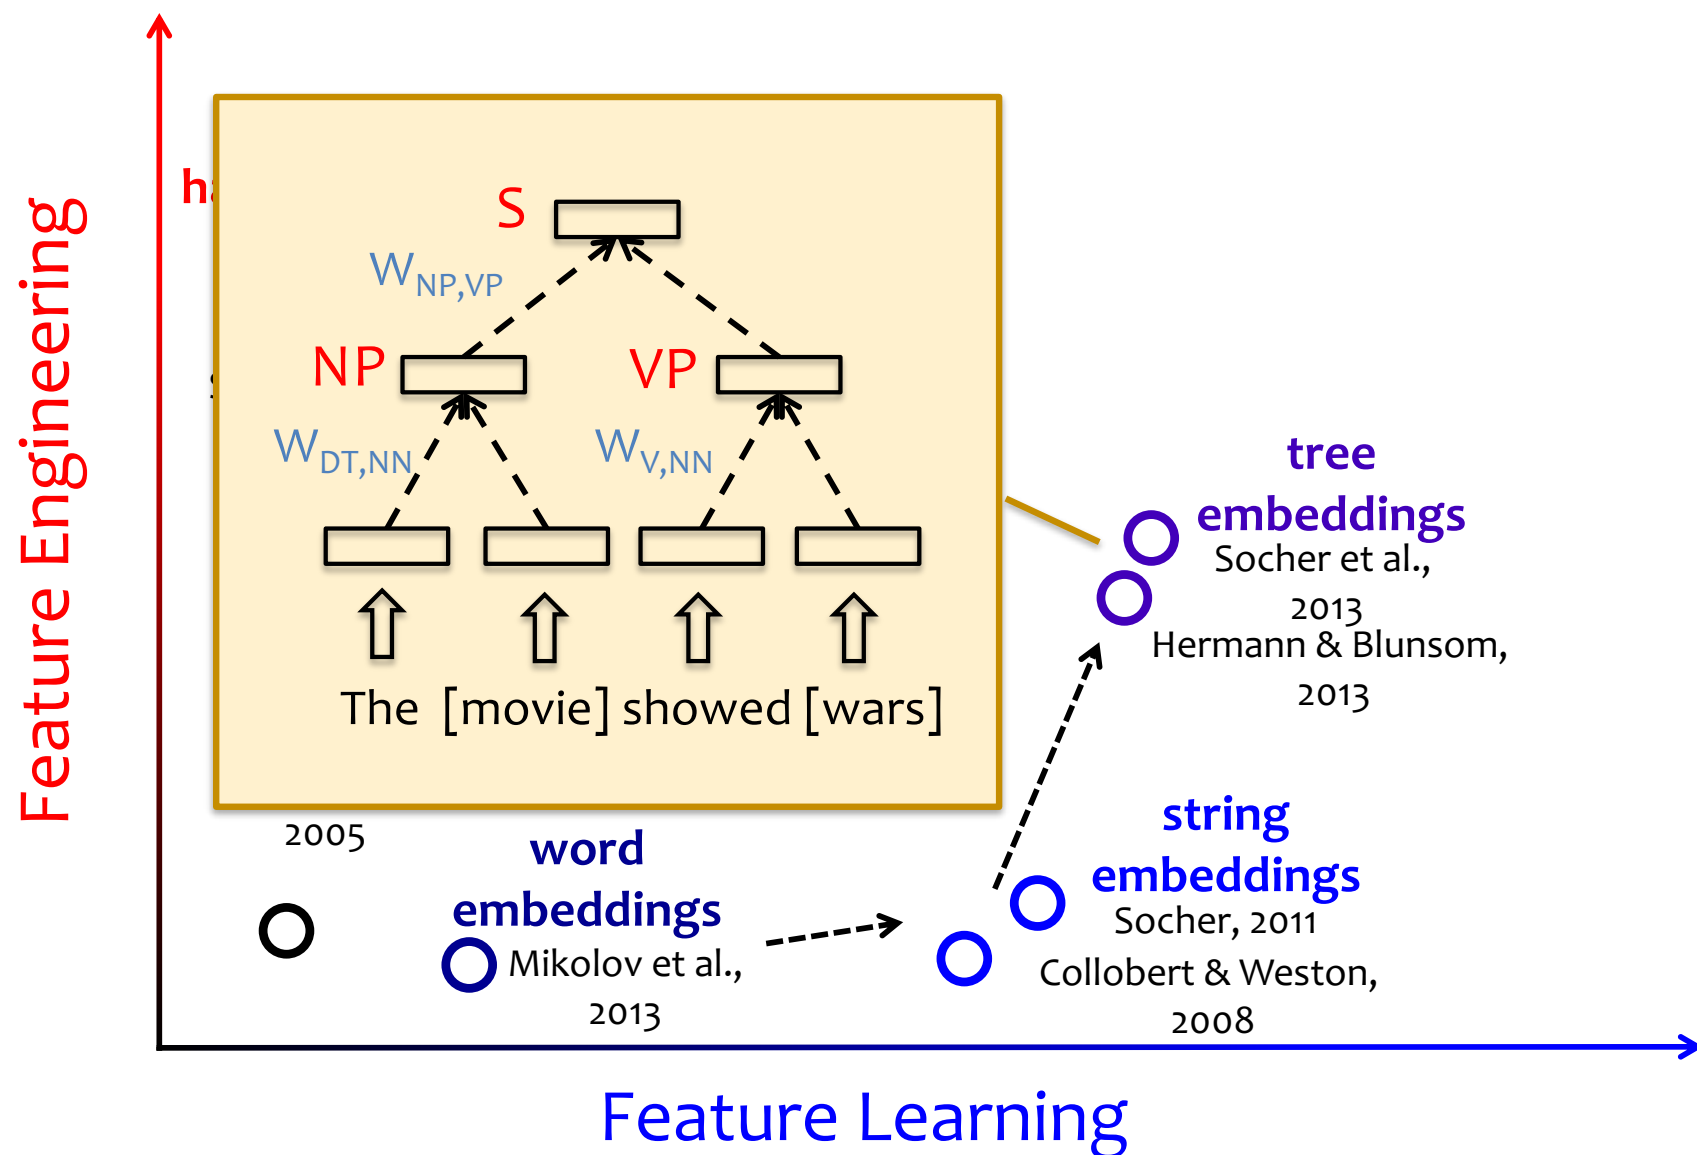 Feature Engineering
S
W NP,VP
NP
VP
W DT,NN
W V,NN
The [movie] showed [wars]
2005
word
embeddings
Mikolov et al.,
2013
tree
embeddings
Socher et al.,
2013
Hermann & Blunsom,
2013
string
embeddings
Socher, 2011
Collobert & Weston,
2008
Feature Learning